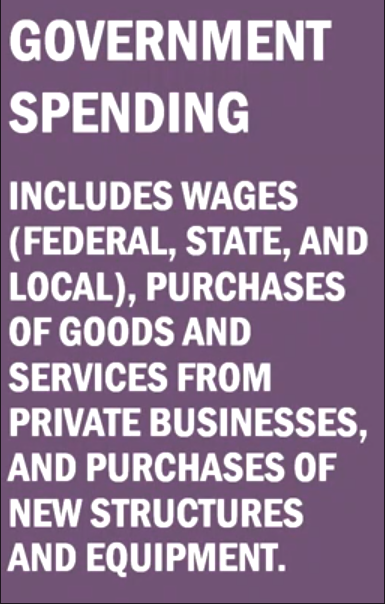 GOVERNMENT
SPENDING
INCLUDES WAGES
(FEDERAL, STATE, AND
LOCAL), PURCHASES
OF GOODS AND
SERVICES FROM
PRIVATE BUSINESSES,
AND PURCHASES OF
NEW STRUCTURES
AND EQUIPMENT.